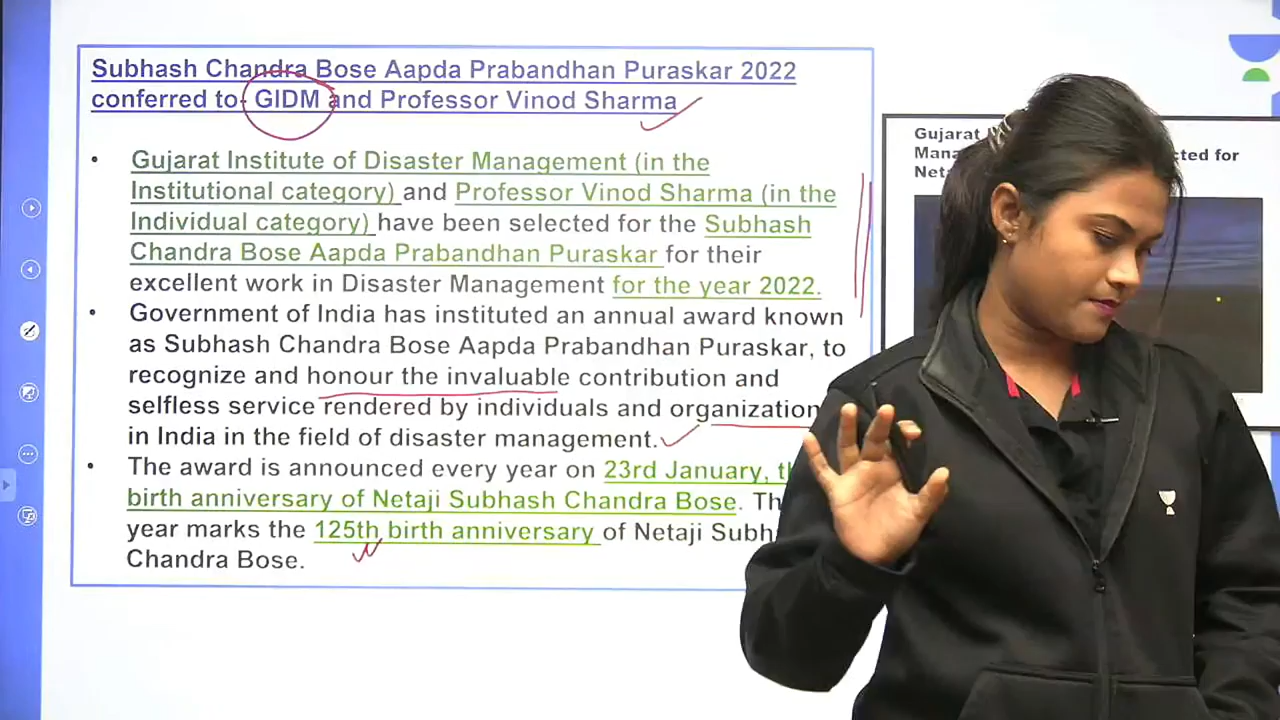 Subhash Chandra Bose Aapda Prabandhan Puraskar 2022
conferred to- GIDM and Professor Vinod Sharma
• Gujarat Institute of Disaster Management (in the
Institutional category) and Professor Vinod Sharma (in the
Individual category) have been selected for the Subhash
Chandra Bose Aapda Prabandhan Puraskar for their
excellent work in Disaster Management for the year 2022.
• Government of India has instituted an annual award known
as Subhash Chandra Bose Aapda Prabandhan Puraskar, to
recognize and honour the invaluable contribution and
selfless service rendered by individuals and organization
in India in the field of disaster management.
• The award is announced every year on 23rd January,
birth anniversary of Netaji Subhash Chandra Bose.
year marks the 125th birth anniversary of Netaji
Chandra Bose.
Gujarat
for